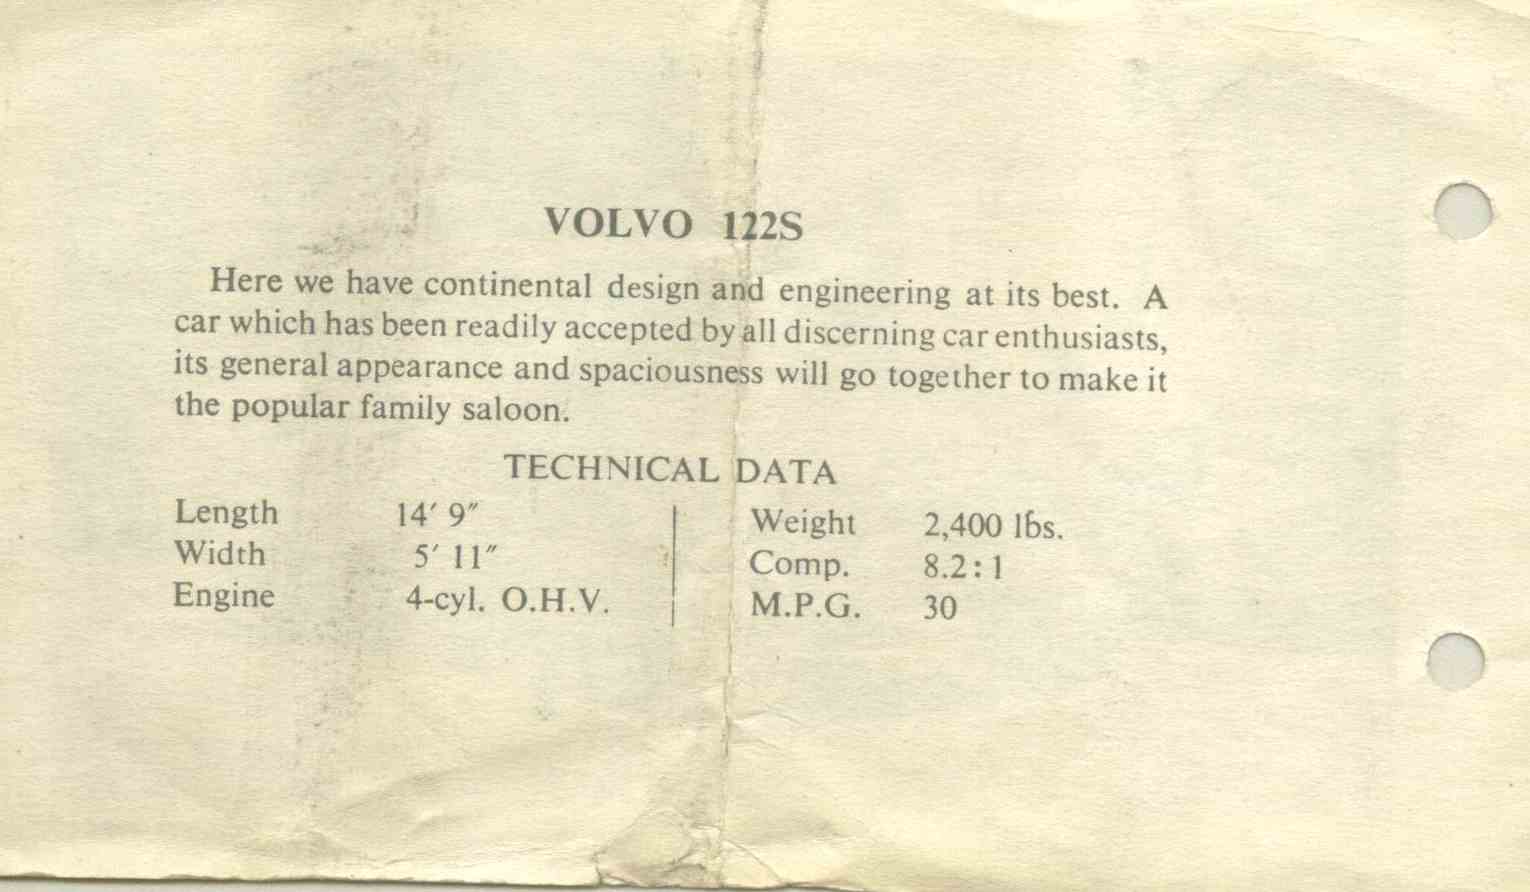 VOLVO 122S
Here we have continental design and engineering at its best. A
car which has been readily accepted by all discerning car enthusiasts,
its general appearance and spaciousness will go together to make it
the popular family saloon.
TECHNICAL DATA
Length 14′ 9″ Weight 2,400 lbs.
Width 5′ 11″ Comp. 8.2 : 1
Engine 4-cyl. O.H.V. M.P.G. 30